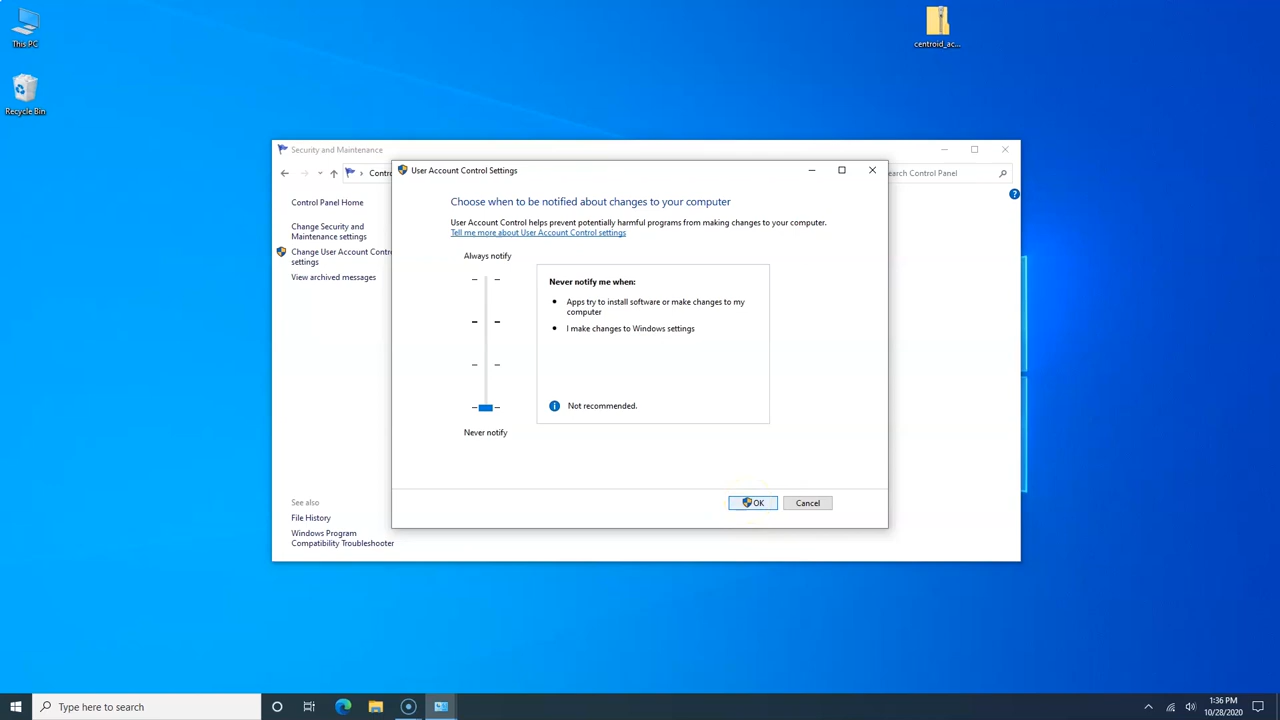 This PC
Recycle Bin
centroid_ac...
Security and Maintenance
Contro
earch Control Panel
Control Panel Home
Change Security and
Maintenance settings
Change User Account Contro
settings
View archived messages
See also
File History
Windows Program
Compatibility Troubleshooter
User Account Control Settings
Choose when to be notified about changes to your computer
User Account Control helps prevent potentially harmful programs from making changes to your computer.
Tell me more about User Account Control settings
Always notify
Never notify me when:
Apps try to install software or make changes to my
computer
I make changes to Windows settings
Not recommended.
Never notify
OK
Cancel
Type here to search
1:36 PM
10/28/2020